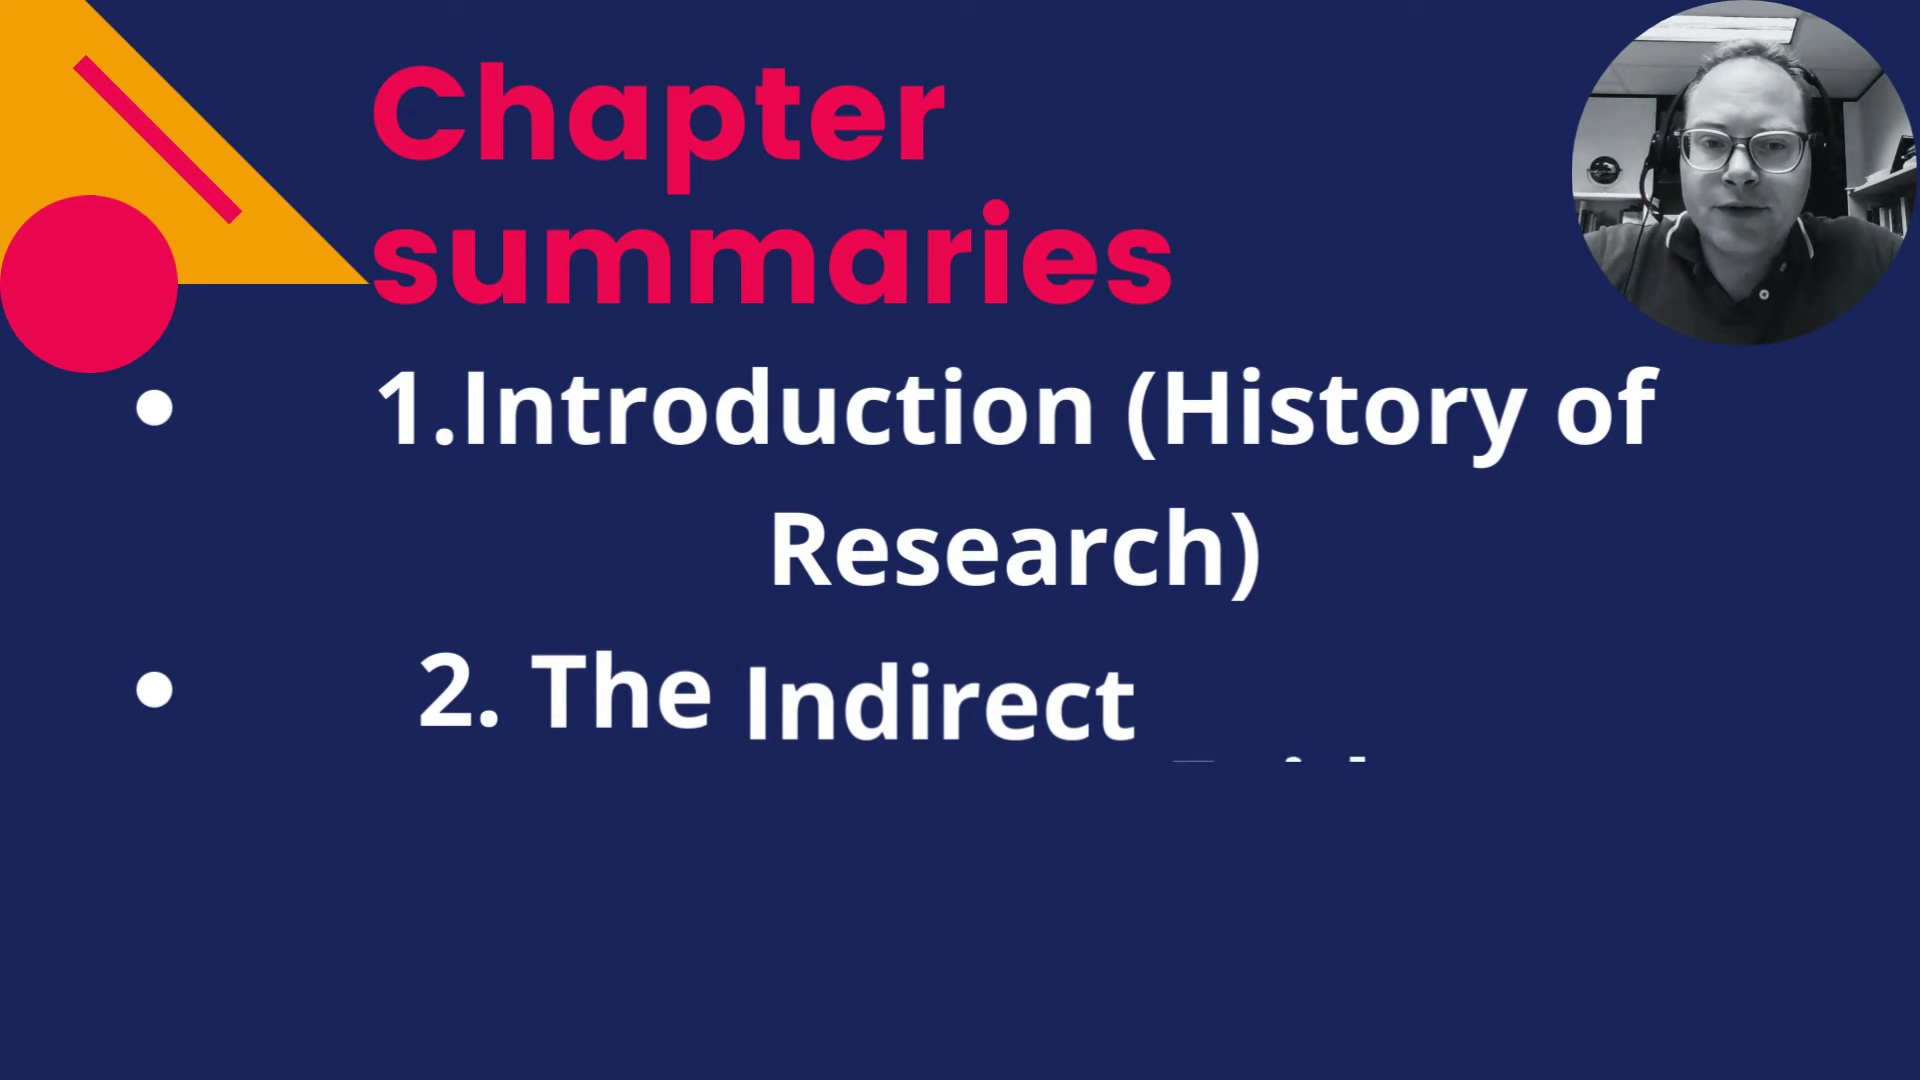 Chapter
summaries
1.Introduction (History of
Research)
2. The Indirect